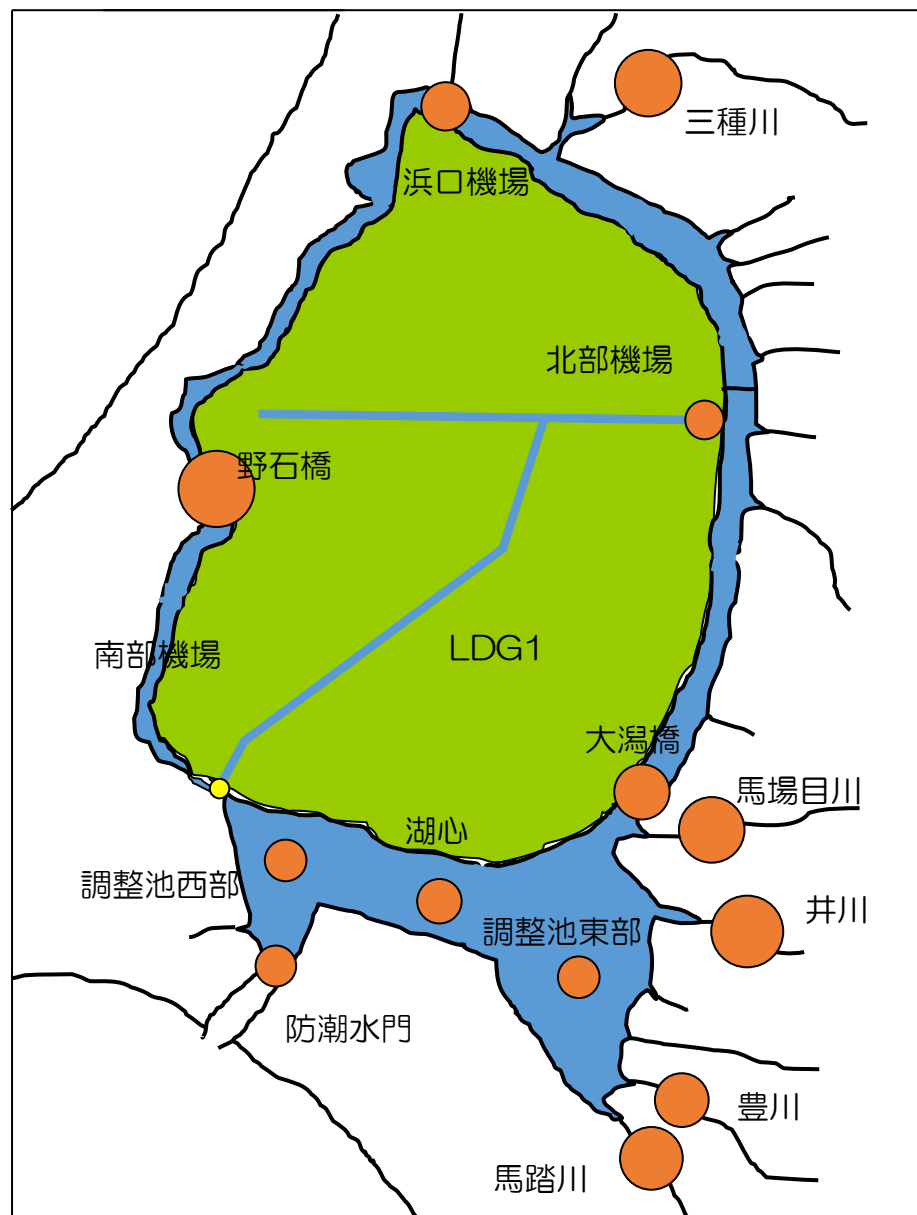 三種川
浜口機場
北部機場
野石橋
南部機場
LDG1
大潟橋
馬場目川
湖心
調整池西部
井川
調整池東部
防潮水門
豊川
馬踏川